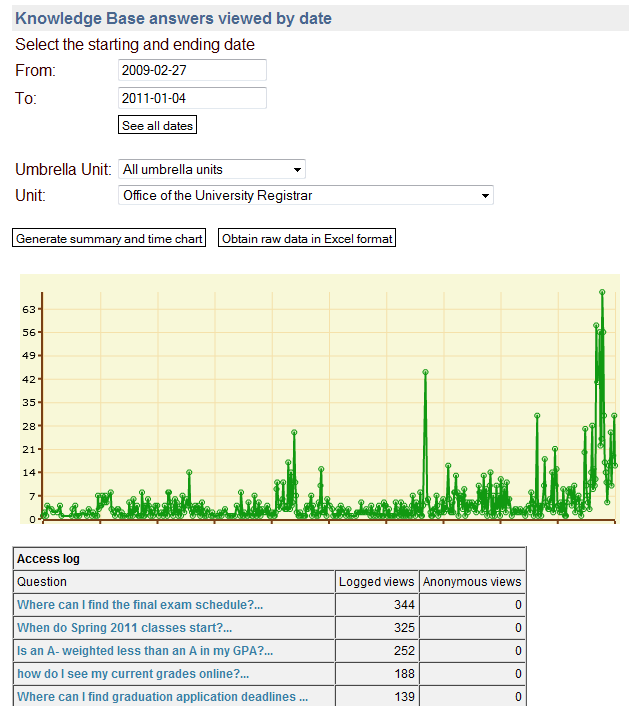 Knowledge Base answers viewed by date
Select the starting and ending date
From: 2009-02-27
To: 2011-01-04
See all dates
Umbrella Unit: All umbrella units
Unit: Office of the University Registrar
Generate summary and time chart Obtain raw data in Excel format
63
56
49
42
35
28
21
14
7
0
Access log
Question Logged views Anonymous views
Where can I find the final exam schedule?... 344 0
When do Spring 2011 classes start?... 325 0
Is an A- weighted less than an A in my GPA?... 252 0
how do I see my current grades online?... 188 0
Where can I find graduation application deadlines ... 139 0